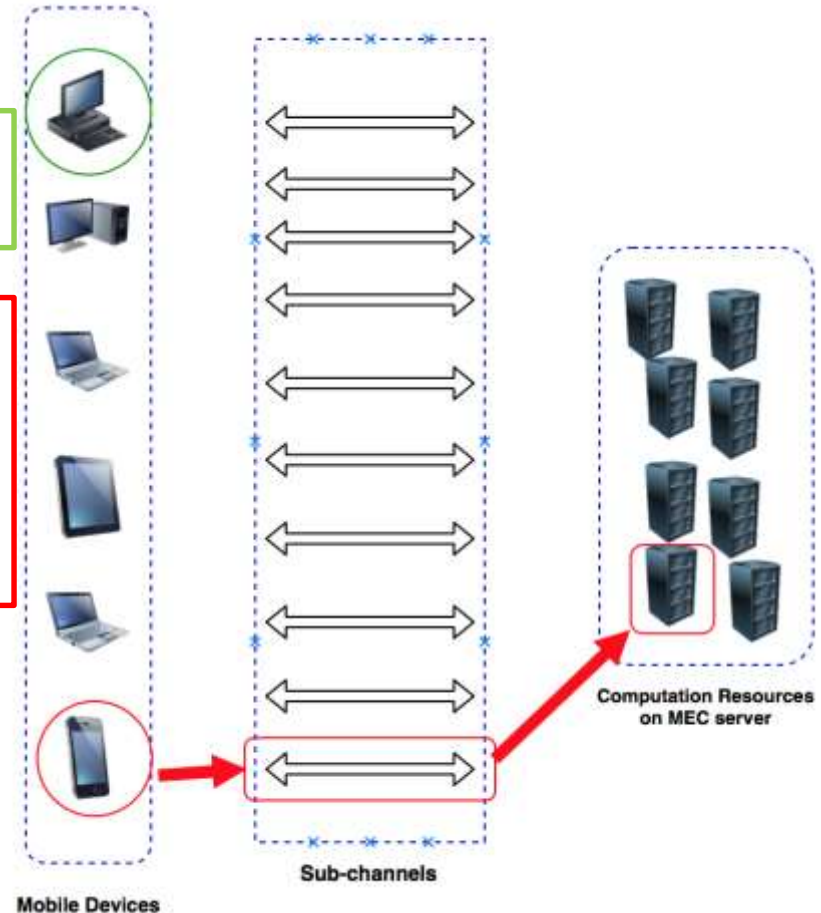 Computation Resources
on MEC server
Sub-channels
Mobile Devices